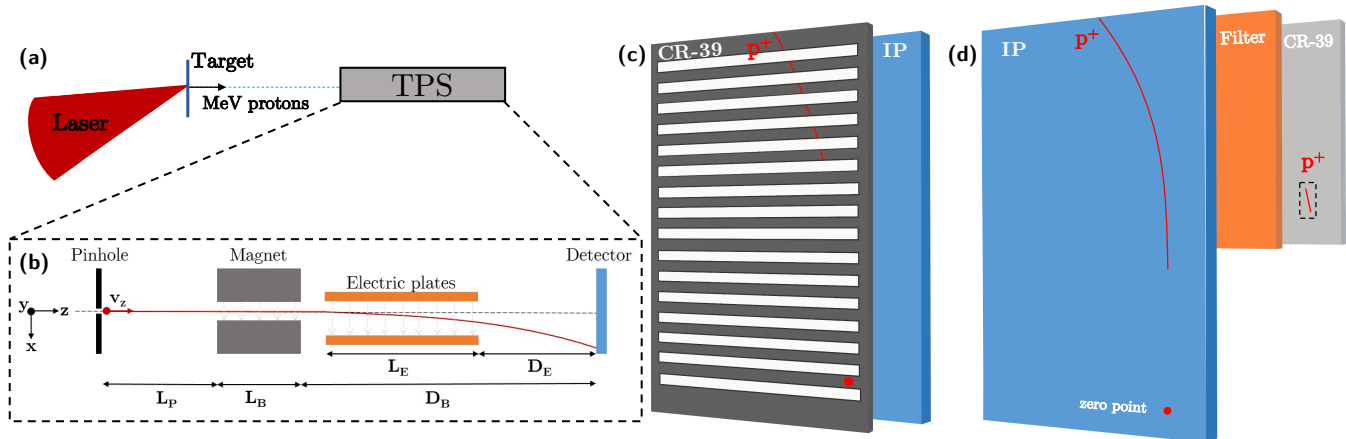 (a)
Target
MeV protons
TPS
Laser
(b)
Pinhole
Magnet
Electric plates
Detector
y
z
x
v_z
L_E
D_E
L_P
L_B
D_B
(c)
CR-39
p⁺
IP
(d)
IP
p⁺
Filter
CR-39
p⁺
zero point